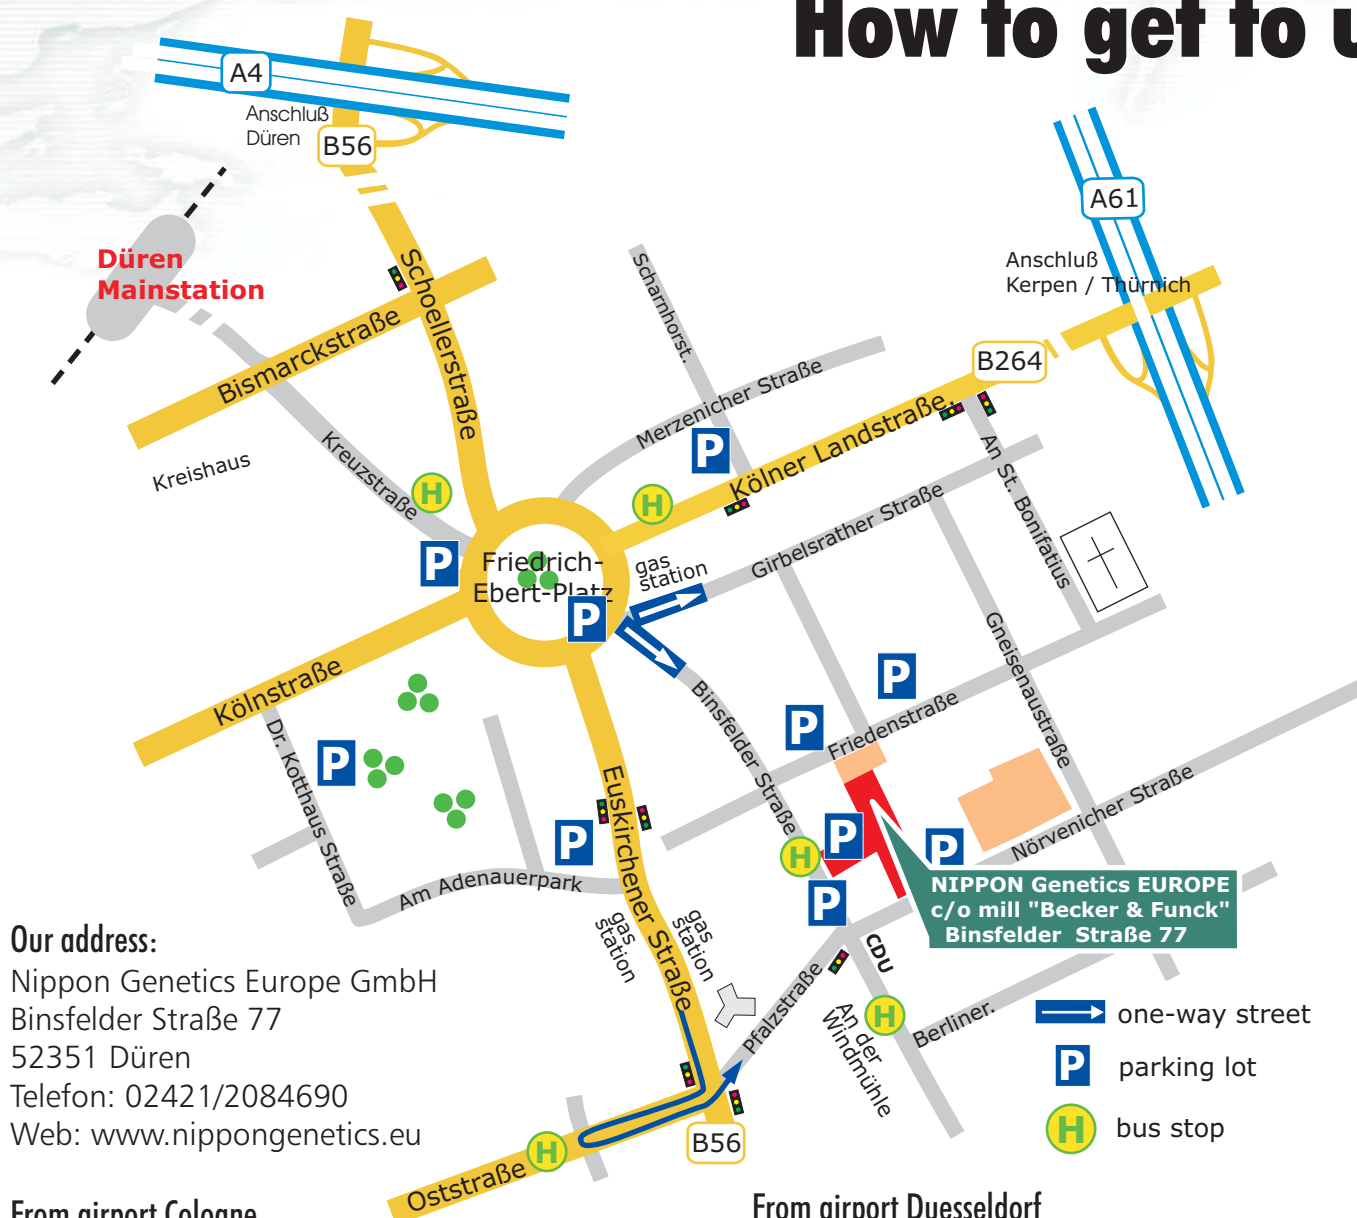 How to get to u
A4
Anschluß
Düren
B56
A61
Anschluß
Kerpen / Thürnich
Düren
Mainstation
Schoellerstraße
Scharnhorst.
Bismarckstraße
B264
Merzenicher Straße
Kölner Landstraße.
Kreishaus
Kreuzstraße
H
P
H
P
An St. Bonifatius
Girbelsrather Straße
gas
station
Friedrich-
Ebert-Platz
P
Gneisenaustraße
Kölnstraße
Binsfelder Straße
P
P
Friedenstraße
Dr. Kotthaus Straße
P
Euskirchener Straße
P
H
P
P
Nörvenicher Straße
Am Adenauerpark
P
NIPPON Genetics EUROPE
c/o mill "Becker & Funck"
Binsfelder Straße 77
gas
station
gas
station
CDU
Pfalzstraße
An der
Windmühle
H
Berliner.
Our address:
Nippon Genetics Europe GmbH
Binsfelder Straße 77
52351 Düren
Telefon: 02421/2084690
Web: www.nippongenetics.eu
one-way street
P parking lot
H bus stop
B56
H
Oststraße
From airport Cologne
From airport Duesseldorf